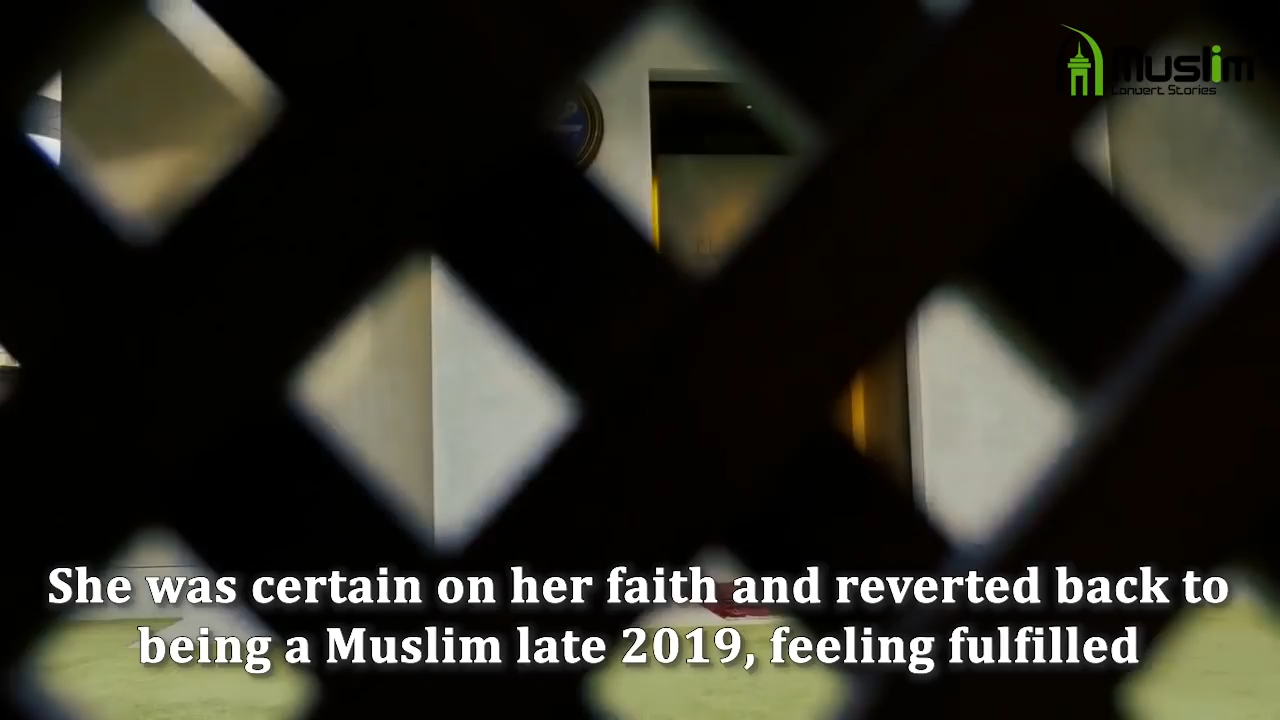 Muslim
Convert Stories
She was certain on her faith and reverted back to
being a Muslim late 2019, feeling fulfilled